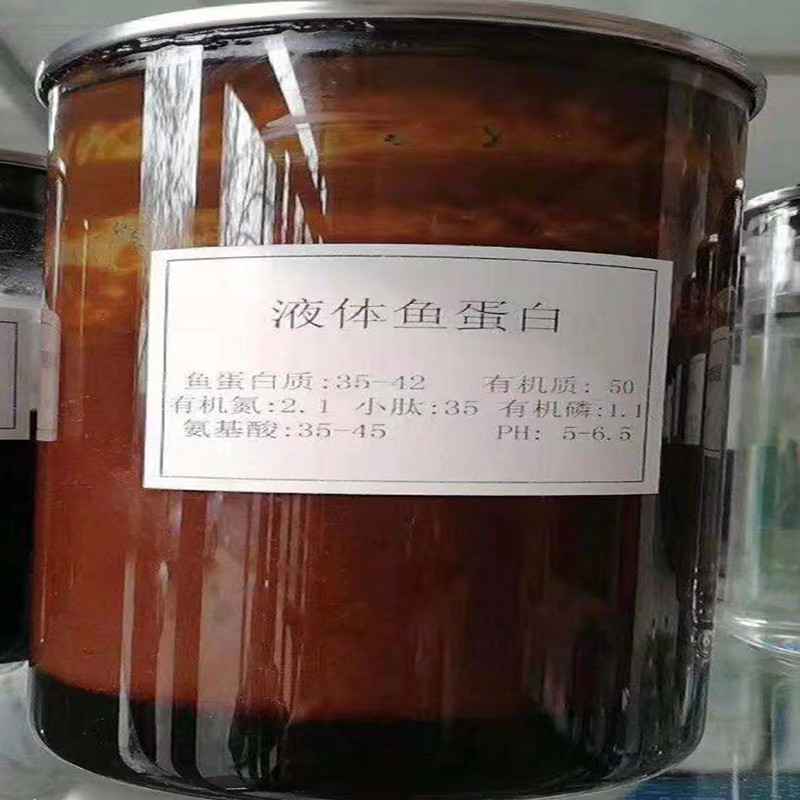 液体鱼蛋白
鱼蛋白质:35-42 有机质: 50
有机氮:2.1 小肽:35 有机磷:1.1
氨基酸:35-45 PH: 5-6.5